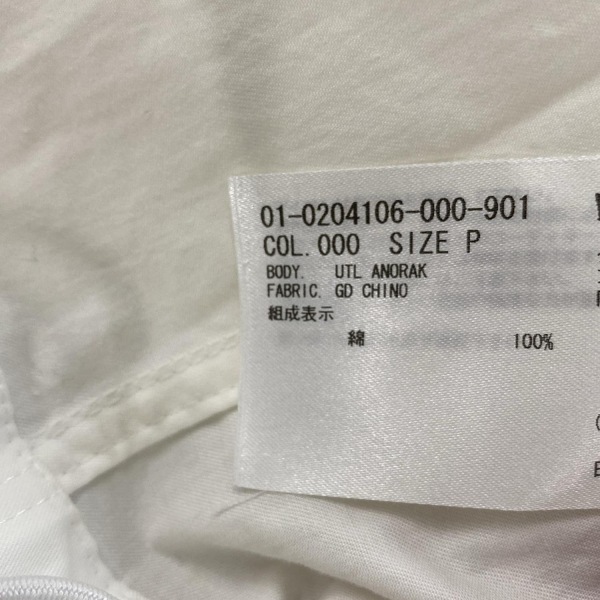 01-0204106-000-901
COL. 000 SIZE P
BODY. UTL ANORAK
FABRIC. GD CHINO
組成表示
綿 100%